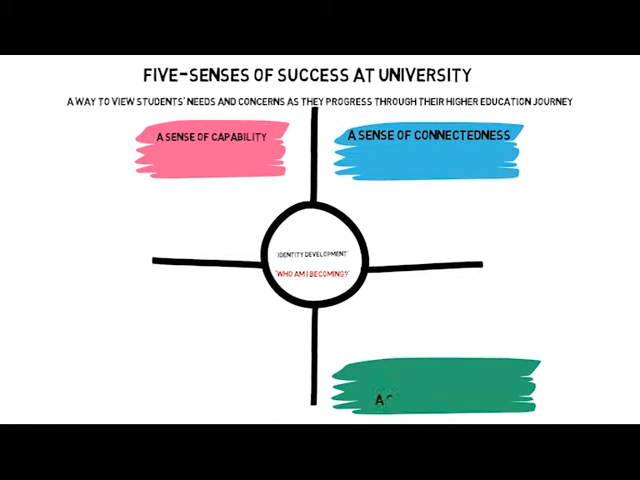 FIVE-SENSES OF SUCCESS AT UNIVERSITY
A WAY TO VIEW STUDENTS' NEEDS AND CONCERNS AS THEY PROGRESS THROUGH THEIR HIGHER EDUCATION JOURNEY
A SENSE OF CAPABILITY
A SENSE OF CONNECTEDNESS
'IDENTITY DEVELOPMENT'
"WHO AM I BECOMING?"
A